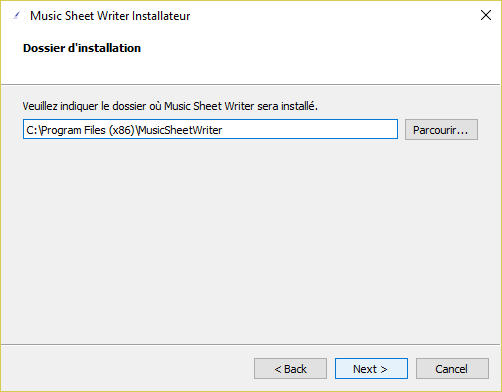 Music Sheet Writer Installateur
Dossier d'installation
Veuillez indiquer le dossier où Music Sheet Writer sera installé.
C:\Program Files (x86)\MusicSheetWriter
Parcourir...
< Back
Next >
Cancel